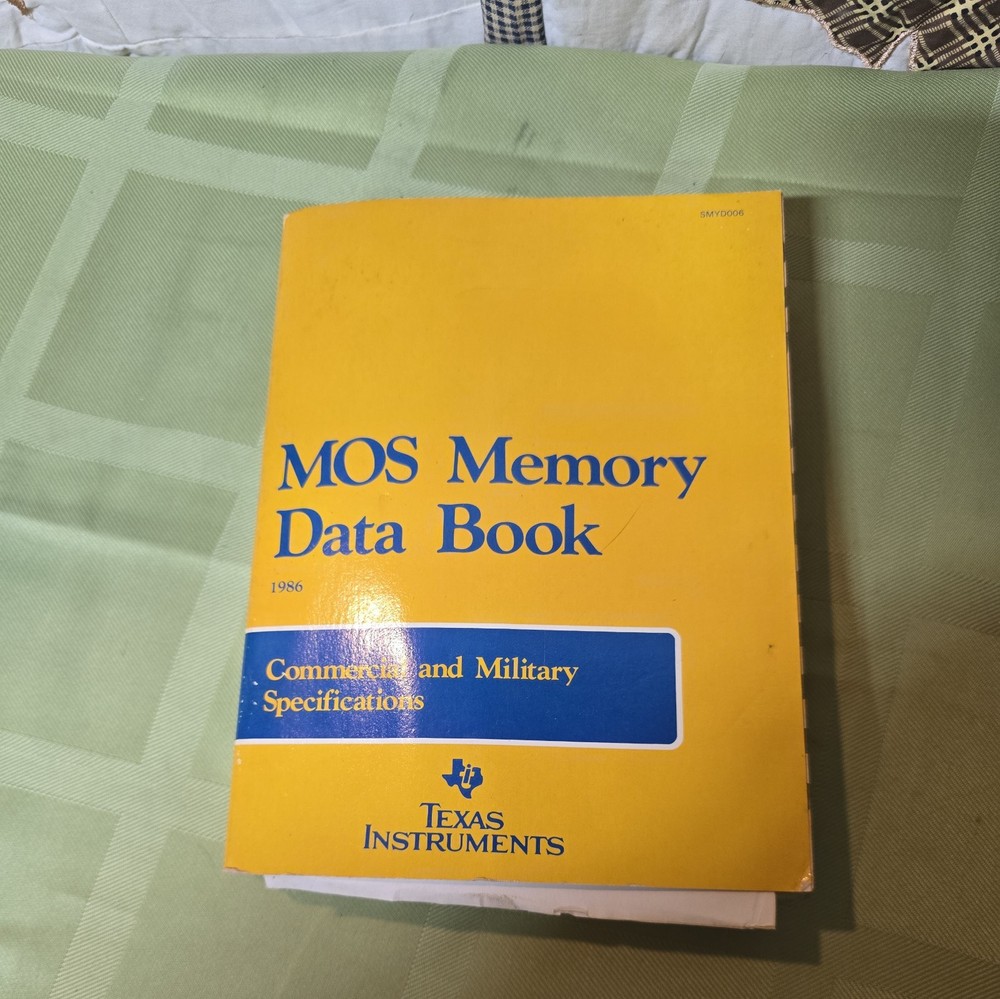 SMYD006
MOS Memory
Data Book
1986
Commercial and Military
Specifications
TEXAS
INSTRUMENTS